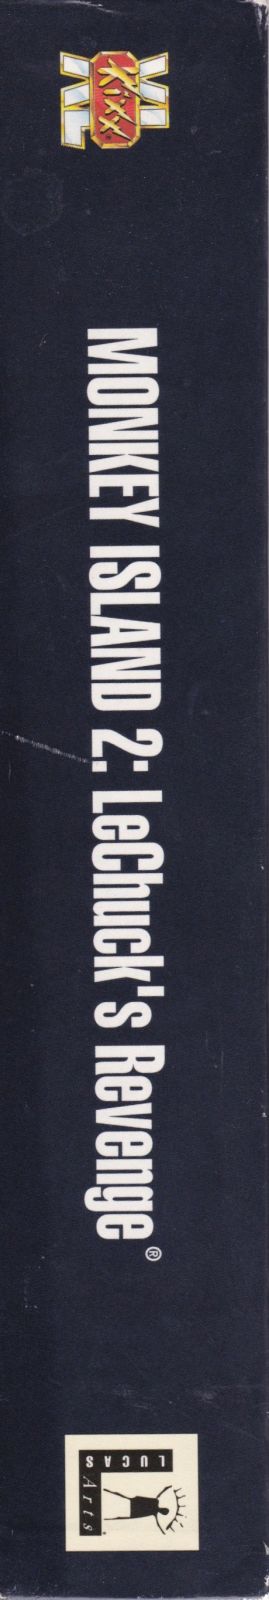 Kixx XL
MONKEY ISLAND 2: LeChuck's Revenge®
LUCAS
Arts